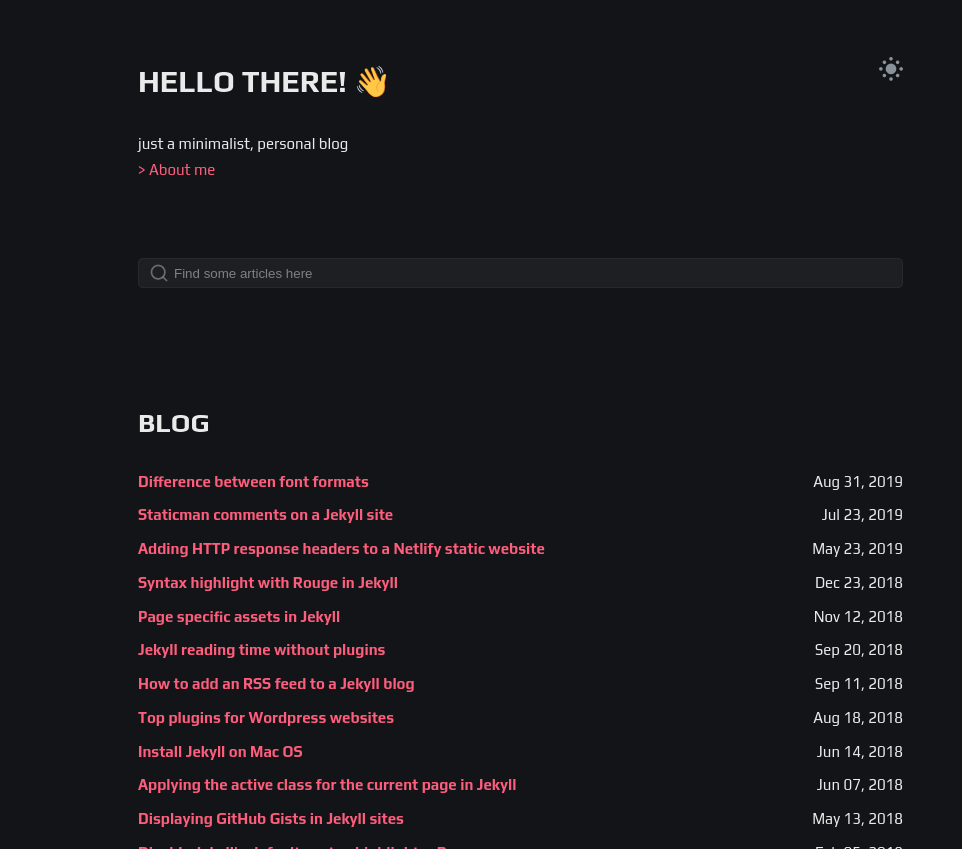 HELLO THERE! 👋
just a minimalist, personal blog
> About me
Find some articles here
BLOG
Difference between font formats Aug 31, 2019
Staticman comments on a Jekyll site Jul 23, 2019
Adding HTTP response headers to a Netlify static website May 23, 2019
Syntax highlight with Rouge in Jekyll Dec 23, 2018
Page specific assets in Jekyll Nov 12, 2018
Jekyll reading time without plugins Sep 20, 2018
How to add an RSS feed to a Jekyll blog Sep 11, 2018
Top plugins for Wordpress websites Aug 18, 2018
Install Jekyll on Mac OS Jun 14, 2018
Applying the active class for the current page in Jekyll Jun 07, 2018
Displaying GitHub Gists in Jekyll sites May 13, 2018